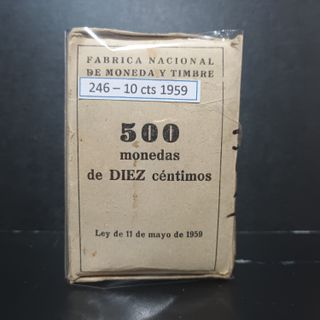 FABRICA NACIONAL
DE MONEDA Y TIMBRE
246 – 10 cts 1959
500
monedas
de DIEZ céntimos
Ley de 11 de mayo de 1959